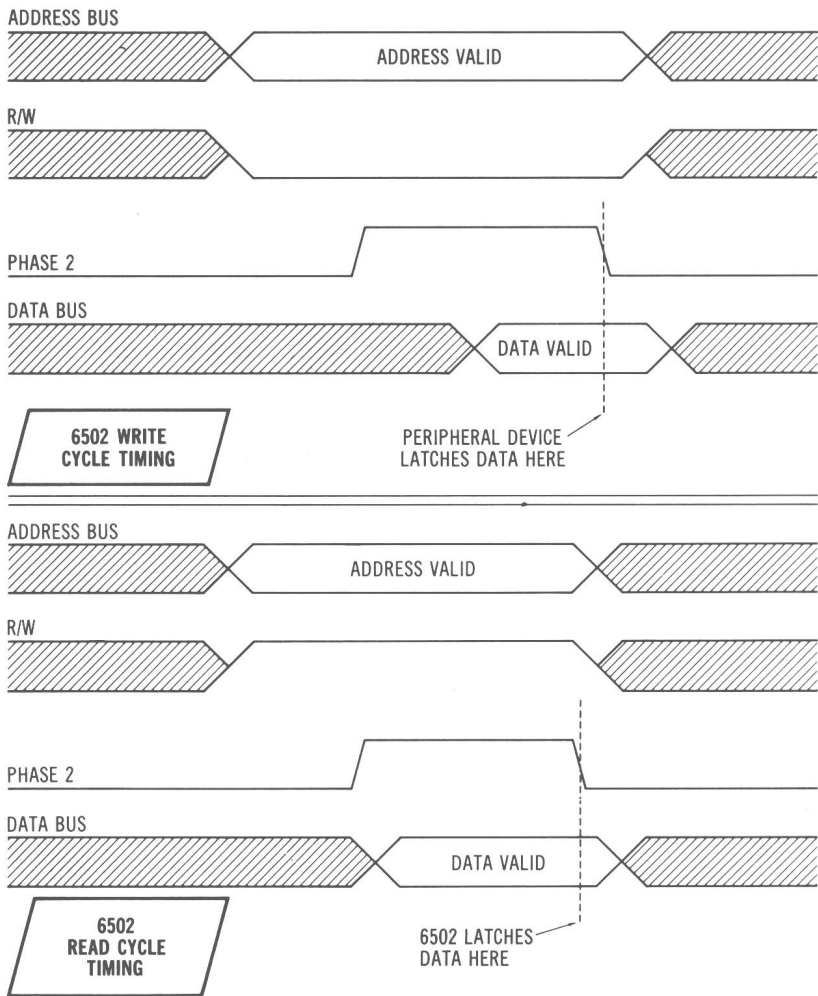 ADDRESS BUS
ADDRESS VALID
R/W
PHASE 2
DATA BUS
DATA VALID
6502 WRITE
CYCLE TIMING
PERIPHERAL DEVICE
LATCHES DATA HERE
ADDRESS BUS
ADDRESS VALID
R/W
PHASE 2
DATA BUS
DATA VALID
6502
READ CYCLE
TIMING
6502 LATCHES
DATA HERE